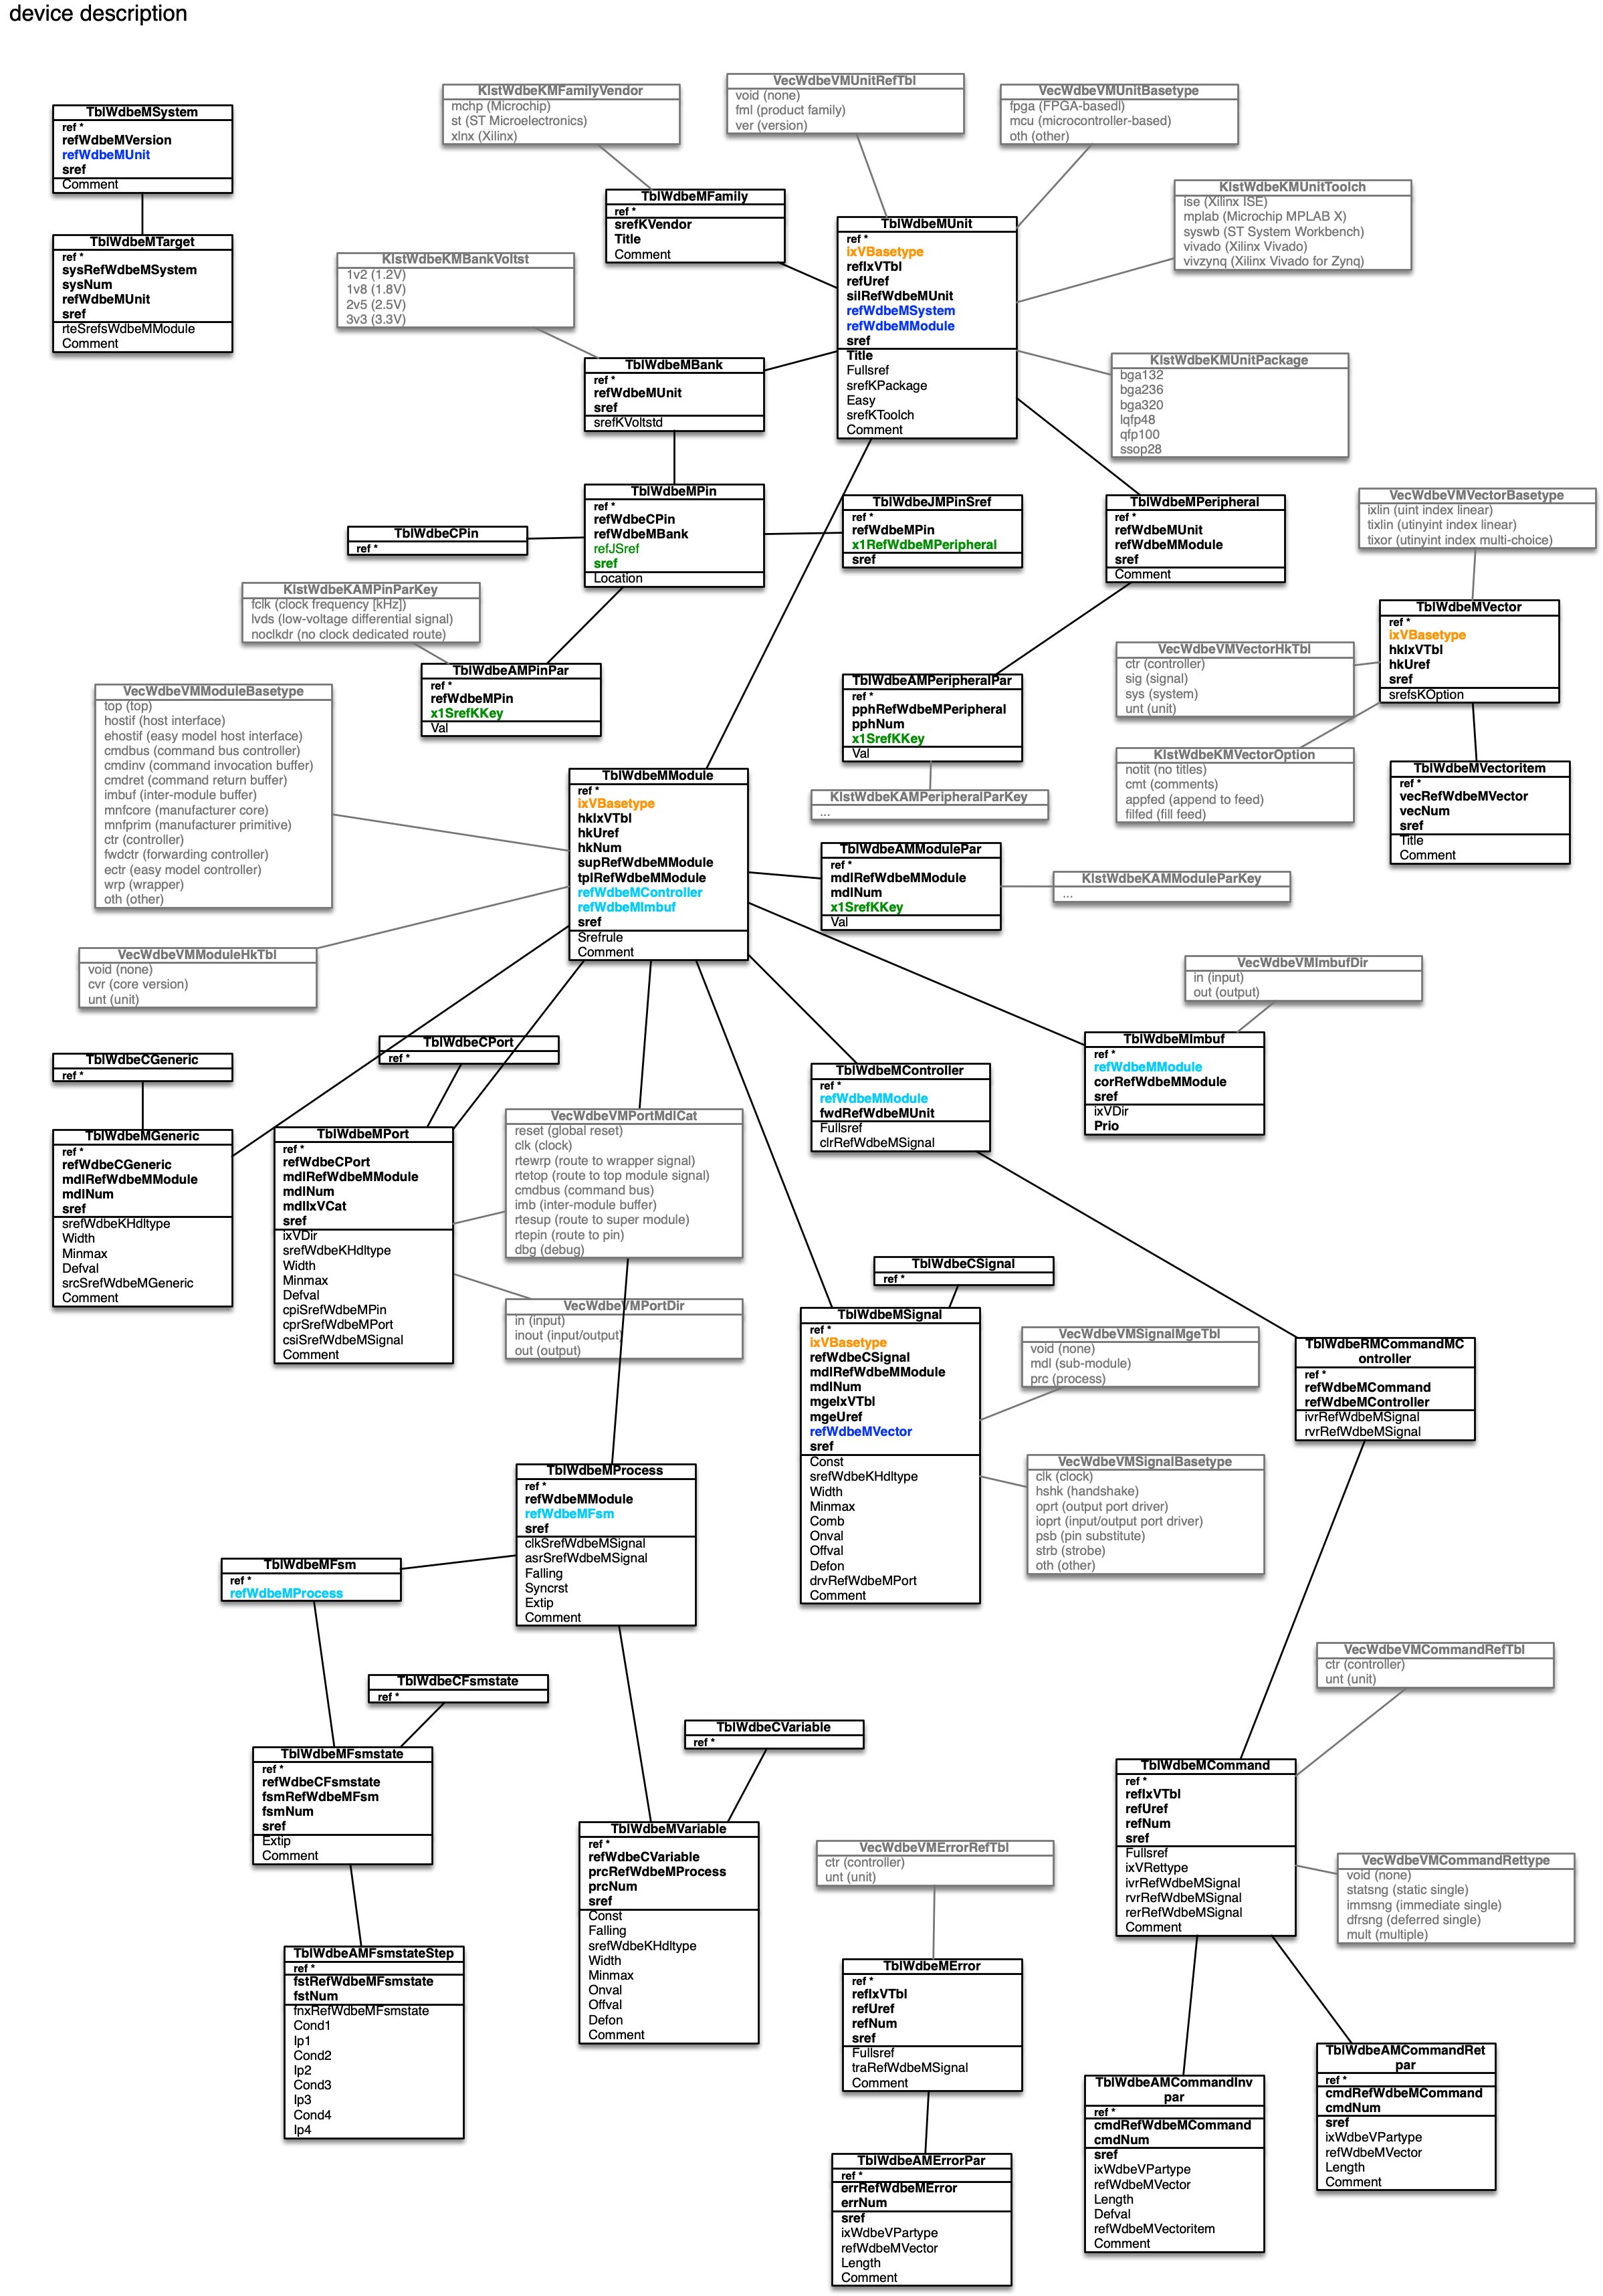 device description
TblWdbeMSystem
ref *
refWdbeMVersion
refWdbeMUnit
sref
Comment
TblWdbeMTarget
ref *
sysRefWdbeMSystem
sysNum
refWdbeMUnit
sref
rteSrefsWdbeMModule
Comment
KlstWdbeKMFamilyVendor
mchp (Microchip)
st (ST Microelectronics)
xlnx (Xilinx)
VecWdbeVMUnitRefTbl
void (none)
fml (product family)
ver (version)
VecWdbeVMUnitBasetype
fpga (FPGA-basedl)
mcu (microcontroller-based)
oth (other)
KlstWdbeKMUnitToolch
ise (Xilinx ISE)
mplab (Microchip MPLAB X)
syswb (ST System Workbench)
vivado (Xilinx Vivado)
vivzynq (Xilinx Vivado for Zynq)
TblWdbeMFamily
ref *
srefKVendor
Title
Comment
TblWdbeMUnit
ref *
ixVBasetype
refIxVTbl
refUref
silRefWdbeMUnit
refWdbeMSystem
refWdbeMModule
sref
Title
Fullsref
srefKPackage
Easy
srefKToolch
Comment
KlstWdbeKMBankVoltst
1v2 (1.2V)
1v8 (1.8V)
2v5 (2.5V)
3v3 (3.3V)
TblWdbeMBank
ref *
refWdbeMUnit
sref
srefKVoltstd
KlstWdbeKMUnitPackage
bga132
bga236
bga320
lqfp48
qfp100
ssop28
TblWdbeMPin
ref *
refWdbeCPin
refWdbeMBank
refJSref
sref
Location
TblWdbeCPin
ref *
TblWdbeJMPinSref
ref *
refWdbeMPin
x1RefWdbeMPeripheral
sref
TblWdbeMPeripheral
ref *
refWdbeMUnit
refWdbeMModule
sref
Comment
VecWdbeVMVectorBasetype
ixlin (uint index linear)
tixlin (utinyint index linear)
tixor (utinyint index multi-choice)
KlstWdbeKAMPinParKey
fclk (clock frequency [kHz])
lvds (low-voltage differential signal)
noclkdr (no clock dedicated route)
TblWdbeAMPinPar
ref *
refWdbeMPin
x1SrefKKey
Val
TblWdbeMVector
ref *
ixVBasetype
hkIxVTbl
hkUref
sref
srefsKOption
VecWdbeVMVectorHkTbl
ctr (controller)
sig (signal)
sys (system)
unt (unit)
TblWdbeAMPeripheralPar
ref *
pphRefWdbeMPeripheral
pphNum
x1SrefKKey
Val
KlstWdbeKAMPeripheralParKey
...
KlstWdbeKMVectorOption
notit (no titles)
cmt (comments)
appfed (append to feed)
filfed (fill feed)
TblWdbeMVectoritem
ref *
vecRefWdbeMVector
vecNum
sref
Title
Comment
VecWdbeVMModuleBasetype
top (top)
hostif (host interface)
ehostif (easy model host interface)
cmdbus (command bus controller)
cmdinv (command invocation buffer)
cmdret (command return buffer)
imbuf (inter-module buffer)
mnfcore (manufacturer core)
mnfprim (manufacturer primitive)
ctr (controller)
fwdctr (forwarding controller)
ectr (easy model controller)
wrp (wrapper)
oth (other)
TblWdbeMModule
ref *
ixVBasetype
hkIxVTbl
hkUref
hkNum
supRefWdbeMModule
tplRefWdbeMModule
refWdbeMController
refWdbeMImbuf
sref
Srefrule
Comment
TblWdbeAMModulePar
ref *
mdlRefWdbeMModule
mdlNum
x1SrefKKey
Val
KlstWdbeKAMModuleParKey
...
VecWdbeVMModuleHkTbl
void (none)
cvr (core version)
unt (unit)
VecWdbeVMImbufDir
in (input)
out (output)
TblWdbeMImbuf
ref *
refWdbeMModule
corRefWdbeMModule
sref
ixVDir
Prio
TblWdbeCGeneric
ref *
TblWdbeCPort
ref *
TblWdbeMController
ref *
refWdbeMModule
fwdRefWdbeMUnit
Fullsref
clrRefWdbeMSignal
TblWdbeMGeneric
ref *
refWdbeCGeneric
mdlRefWdbeMModule
mdlNum
sref
srefWdbeKHdltype
Width
Minmax
Defval
srcSrefWdbeMGeneric
Comment
TblWdbeMPort
ref *
refWdbeCPort
mdlRefWdbeMModule
mdlNum
mdlIxVCat
sref
ixVDir
srefWdbeKHdltype
Width
Minmax
Defval
cpiSrefWdbeMPin
cprSrefWdbeMPort
csiSrefWdbeMSignal
Comment
VecWdbeVMPortMdlCat
reset (global reset)
clk (clock)
rtewrp (route to wrapper signal)
rtetop (route to top module signal)
cmdbus (command bus)
imb (inter-module buffer)
rtesup (route to super module)
rtepin (route to pin)
dbg (debug)
VecWdbeVMPortDir
in (input)
inout (input/output)
out (output)
TblWdbeCSignal
ref *
TblWdbeMSignal
ref *
ixVBasetype
refWdbeCSignal
mdlRefWdbeMModule
mdlNum
mgeIxVTbl
mgeUref
refWdbeMVector
sref
Const
srefWdbeKHdltype
Width
Minmax
Comb
Onval
Offval
Defon
drvRefWdbeMPort
Comment
VecWdbeVMSignalMgeTbl
void (none)
mdl (sub-module)
prc (process)
VecWdbeVMSignalBasetype
clk (clock)
hshk (handshake)
oprt (output port driver)
ioprt (input/output port driver)
psb (pin substitute)
strb (strobe)
oth (other)
TblWdbeRMCommandMC
ontroller
ref *
refWdbeMCommand
refWdbeMController
ivrRefWdbeMSignal
rvrRefWdbeMSignal
TblWdbeMProcess
ref *
refWdbeMModule
refWdbeMFsm
sref
clkSrefWdbeMSignal
asrSrefWdbeMSignal
Falling
Syncrst
Extip
Comment
TblWdbeMFsm
ref *
refWdbeMProcess
TblWdbeCFsmstate
ref *
TblWdbeMFsmstate
ref *
refWdbeCFsmstate
fsmRefWdbeMFsm
fsmNum
sref
Extip
Comment
TblWdbeCVariable
ref *
TblWdbeMVariable
ref *
refWdbeCVariable
prcRefWdbeMProcess
prcNum
sref
Const
Falling
srefWdbeKHdltype
Width
Minmax
Onval
Offval
Defon
Comment
TblWdbeAMFsmstateStep
ref *
fstRefWdbeMFsmstate
fstNum
fnxRefWdbeMFsmstate
Cond1
Ip1
Cond2
Ip2
Cond3
Ip3
Cond4
Ip4
VecWdbeVMCommandRefTbl
ctr (controller)
unt (unit)
TblWdbeMCommand
ref *
refIxVTbl
refUref
refNum
sref
Fullsref
ixVRettype
ivrRefWdbeMSignal
rvrRefWdbeMSignal
rerRefWdbeMSignal
Comment
VecWdbeVMCommandRettype
void (none)
statsng (static single)
immsng (immediate single)
dfrsng (deferred single)
mult (multiple)
VecWdbeVMErrorRefTbl
ctr (controller)
unt (unit)
TblWdbeMError
ref *
refIxVTbl
refUref
refNum
sref
Fullsref
traRefWdbeMSignal
Comment
TblWdbeAMErrorPar
ref *
errRefWdbeMError
errNum
sref
ixWdbeVPartype
refWdbeMVector
Length
Comment
TblWdbeAMCommandInv
par
ref *
cmdRefWdbeMCommand
cmdNum
sref
ixWdbeVPartype
refWdbeMVector
Length
Defval
refWdbeMVectoritem
Comment
TblWdbeAMCommandRet
par
ref *
cmdRefWdbeMCommand
cmdNum
sref
ixWdbeVPartype
refWdbeMVector
Length
Comment